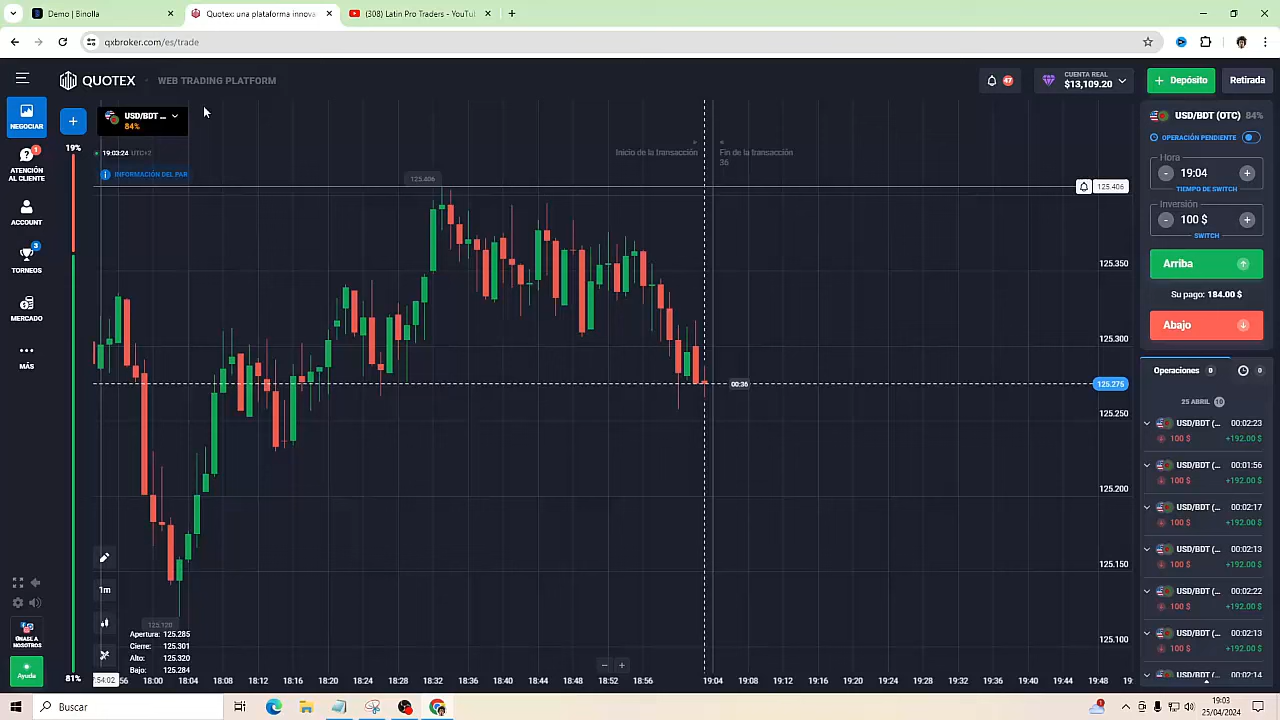 Demo | Binolla
Quotex: una plataforma innova
(308) Latin Pro Traders - YouTu
qxbroker.com/es/trade
QUOTEX
WEB TRADING PLATFORM
47
CUENTA REAL
$13,109.20
Depósito
Retirada
NEGOCIAR
1
ATENCIÓN
AL CLIENTE
ACCOUNT
3
TORNEOS
MERCADO
MÁS
ÚNASE A
NOSOTROS
Ayuda
19%
81%
USD/BDT ...
84%
19:03:24 UTC+2
INFORMACIÓN DEL PAR
Inicio de la transacción
Fin de la transacción
36
125.406
125.406
125.350
125.300
00:36
125.275
125.250
125.200
125.150
125.100
125.120
1m
Apertura: 125.285
Cierre: 125.301
Alto: 125.320
Bajo: 125.284
:54:02
56 18:00 18:04 18:08 18:12 18:16 18:20 18:24 18:28 18:32 18:36 18:40 18:44 18:48 18:52 18:56 19:04 19:08 19:12 19:16 19:20 19:24 19:28 19:32 19:36 19:40 19:44 19:48 19:
USD/BDT (OTC) 84%
OPERACIÓN PENDIENTE
Hora
- 19:04 +
TIEMPO DE SWITCH
Inversión
- 100 $ +
SWITCH
Arriba
Su pago: 184.00 $
Abajo
Operaciones 0 0
25 ABRIL 10
USD/BDT (... 00:02:23
100 $ +192.00 $
USD/BDT (... 00:01:56
100 $ +192.00 $
USD/BDT (... 00:02:17
100 $ +192.00 $
USD/BDT (... 00:02:13
100 $ +192.00 $
USD/BDT (... 00:02:22
100 $ +192.00 $
USD/BDT (... 00:02:13
100 $ +192.00 $
USD/BDT (... 00:02:14
Buscar
19:03
25/04/2024